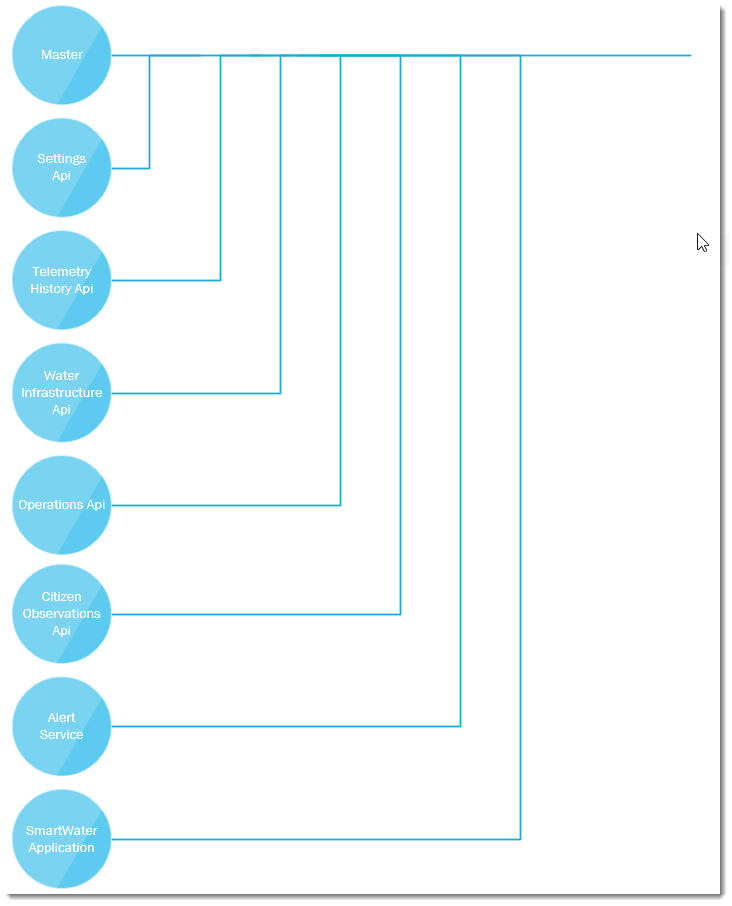 Master
Settings
Api
Telemetry
History Api
Water
Infrastructure
Api
Operations Api
Citizen
Observations
Api
Alert
Service
SmartWater
Application